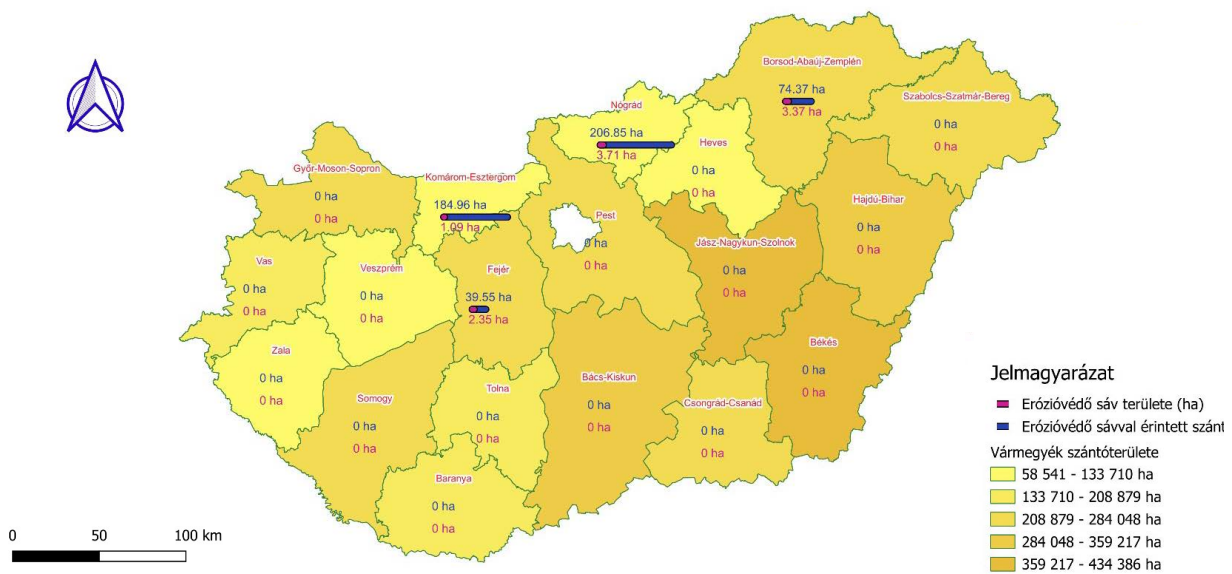 Borsod-Abaúj-Zemplén
74.37 ha
3.37 ha
Szabolcs-Szatmár-Bereg
0 ha
0 ha
Nógrád
206.85 ha
3.71 ha
Heves
0 ha
0 ha
Győr-Moson-Sopron
0 ha
0 ha
Komárom-Esztergom
184.96 ha
1.09 ha
Pest
0 ha
0 ha
Hajdú-Bihar
0 ha
0 ha
Jász-Nagykun-Szolnok
0 ha
0 ha
Vas
0 ha
0 ha
Veszprém
0 ha
0 ha
Fejér
39.55 ha
2.35 ha
Zala
0 ha
0 ha
Somogy
0 ha
0 ha
Tolna
0 ha
0 ha
Bács-Kiskun
0 ha
0 ha
Csongrád-Csanád
0 ha
0 ha
Békés
0 ha
0 ha
Baranya
0 ha
0 ha
Jelmagyarázat
Erózióvédő sáv területe (ha)
Erózióvédő sávval érintett szánt
Vármegyék szántóterülete
58 541 - 133 710 ha
133 710 - 208 879 ha
208 879 - 284 048 ha
284 048 - 359 217 ha
359 217 - 434 386 ha
0 50 100 km